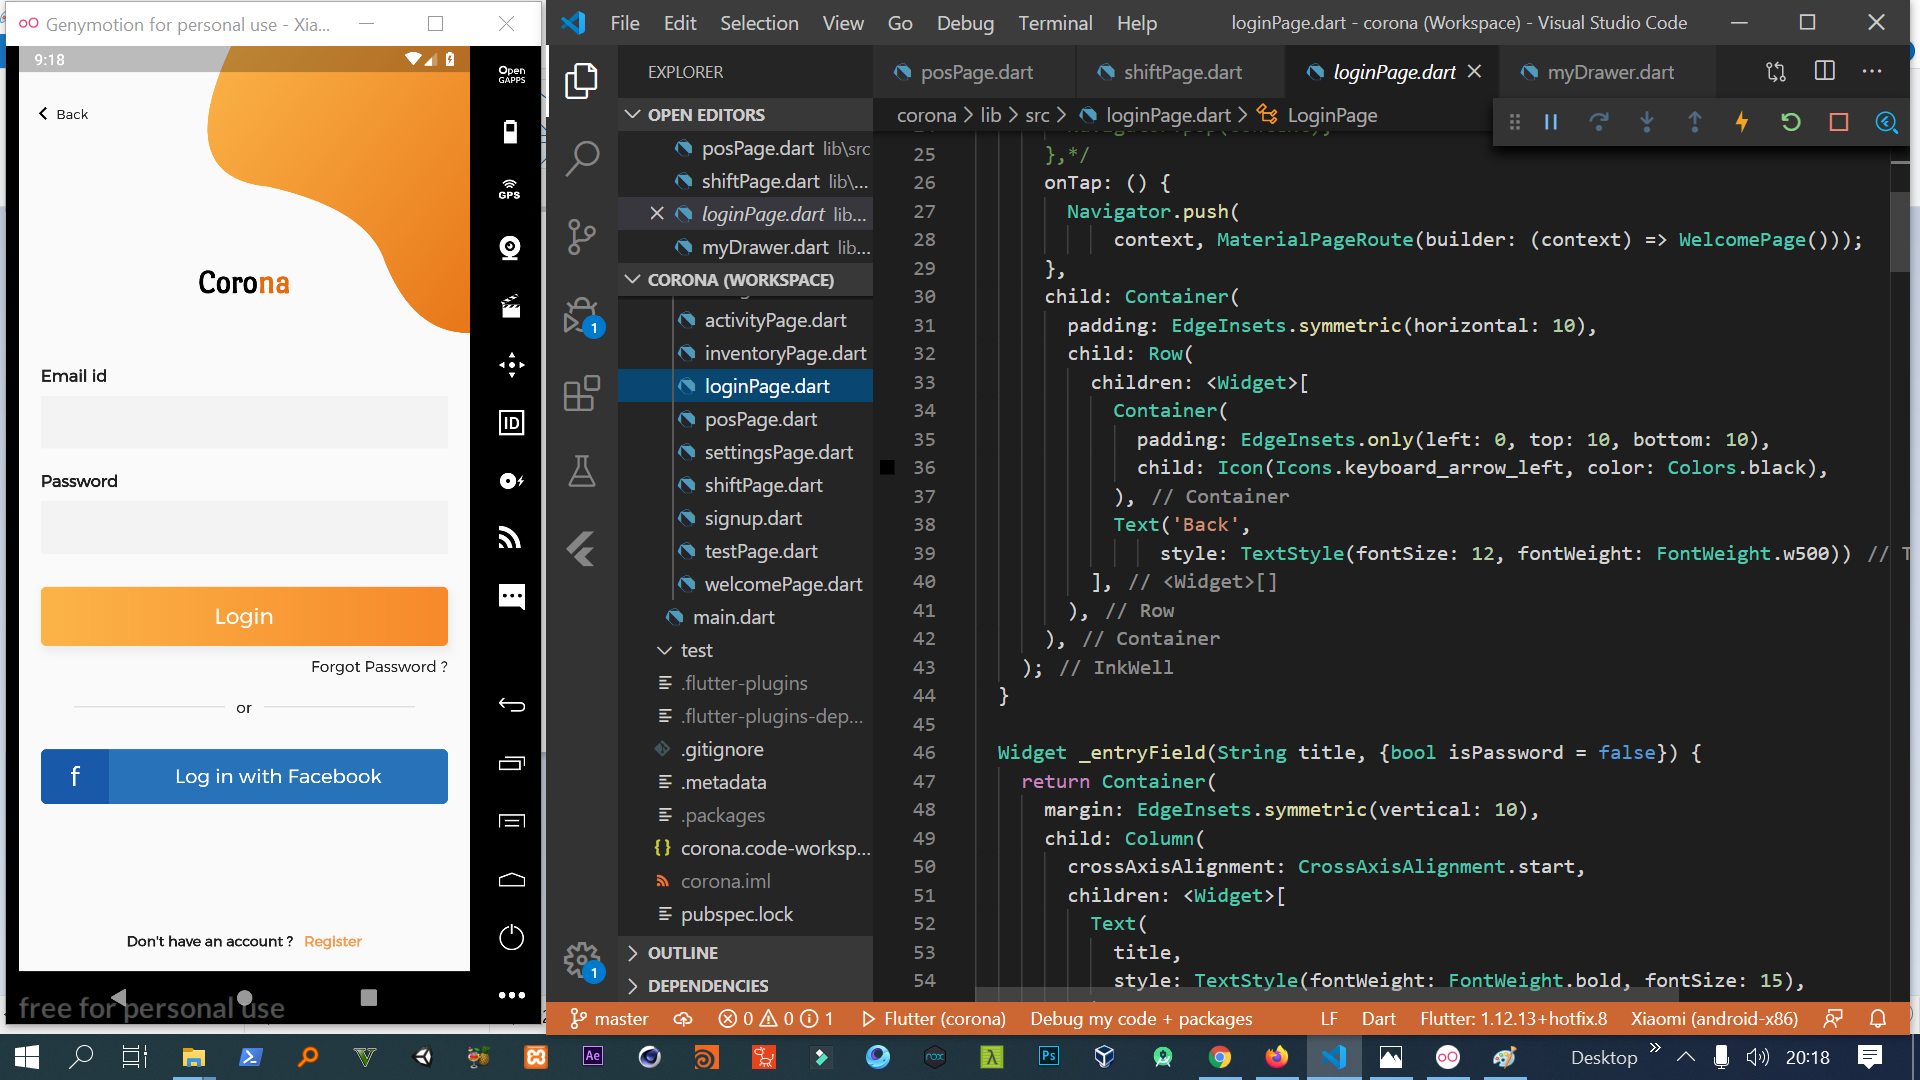 Genymotion for personal use - Xia...
9:18
Back
Corona
Email id
Password
Login
Forgot Password ?
or
f
Log in with Facebook
Don't have an account ? Register
free for personal use
Open
GAPPS
GPS
ID
File Edit Selection View Go Debug Terminal Help
loginPage.dart - corona (Workspace) - Visual Studio Code
EXPLORER
OPEN EDITORS
posPage.dart lib\src
shiftPage.dart lib\...
loginPage.dart lib...
myDrawer.dart lib...
CORONA (WORKSPACE)
activityPage.dart
inventoryPage.dart
loginPage.dart
posPage.dart
settingsPage.dart
shiftPage.dart
signup.dart
testPage.dart
welcomePage.dart
main.dart
test
.flutter-plugins
.flutter-plugins-dep...
.gitignore
.metadata
.packages
{} corona.code-worksp...
corona.iml
pubspec.lock
OUTLINE
DEPENDENCIES
1
1
posPage.dart shiftPage.dart loginPage.dart myDrawer.dart
corona > lib > src > loginPage.dart > LoginPage
25 },*/
26 onTap: () {
27 Navigator.push(
28 context, MaterialPageRoute(builder: (context) => WelcomePage()));
29 },
30 child: Container(
31 padding: EdgeInsets.symmetric(horizontal: 10),
32 child: Row(
33 children: <Widget>[
34 Container(
35 padding: EdgeInsets.only(left: 0, top: 10, bottom: 10),
36 child: Icon(Icons.keyboard_arrow_left, color: Colors.black),
37 ), // Container
38 Text('Back',
39 style: TextStyle(fontSize: 12, fontWeight: FontWeight.w500)) // T
40 ], // <Widget>[]
41 ), // Row
42 ), // Container
43 ); // InkWell
44 }
45
46 Widget _entryField(String title, {bool isPassword = false}) {
47 return Container(
48 margin: EdgeInsets.symmetric(vertical: 10),
49 child: Column(
50 crossAxisAlignment: CrossAxisAlignment.start,
51 children: <Widget>[
52 Text(
53 title,
54 style: TextStyle(fontWeight: FontWeight.bold, fontSize: 15),
master 0 0 1 Flutter (corona) Debug my code + packages LF Dart Flutter: 1.12.13+hotfix.8 Xiaomi (android-x86)
Ae Ps Desktop 20:18